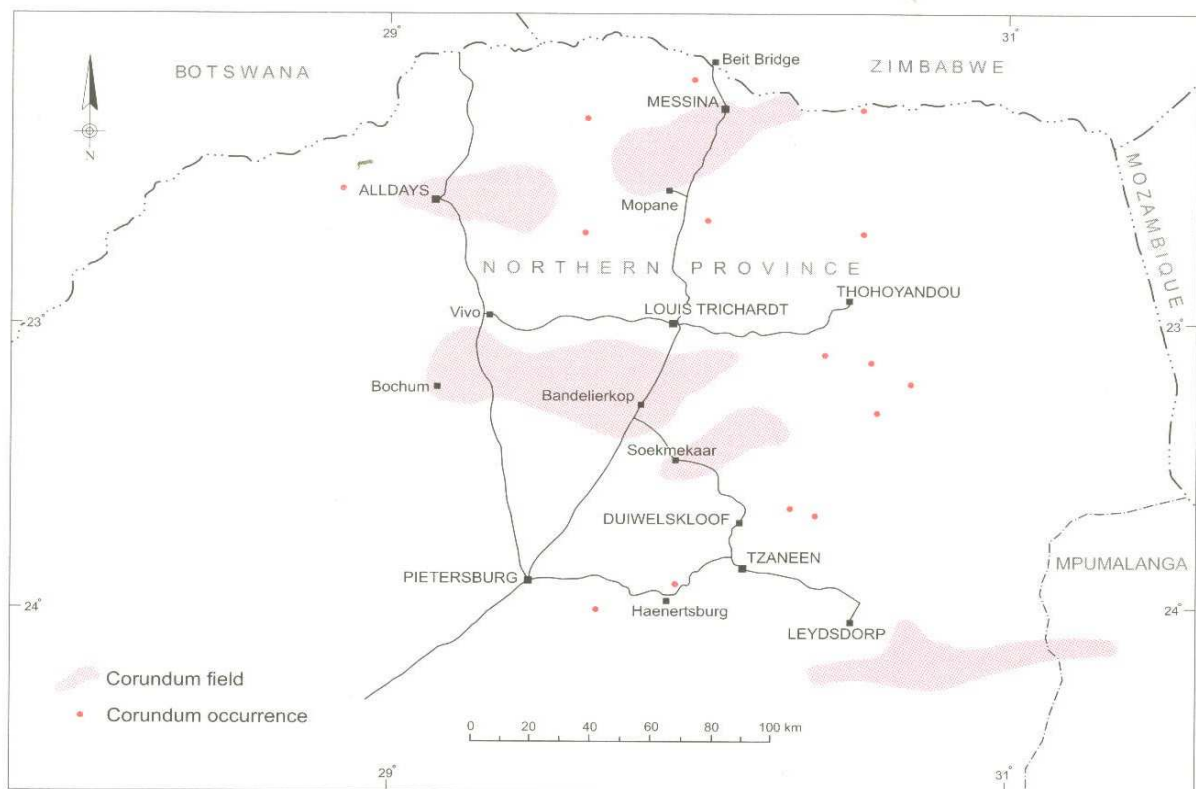 29°
31°
BOTSWANA
N
Beit Bridge
ZIMBABWE
MESSINA
ALLDAYS
Mopane
MOZAMBIQUE
NORTHERN PROVINCE
THOHOYANDOU
Vivo
LOUIS TRICHARDT
23°
23°
Bochum
Bandelierkop
Soekmekaar
DUIWELSKLOOF
TZANEEN
PIETERSBURG
MPUMALANGA
24°
Haenertsburg
24°
LEYDSDORP
Corundum field
Corundum occurrence
0 20 40 60 80 100 km
29°
31°